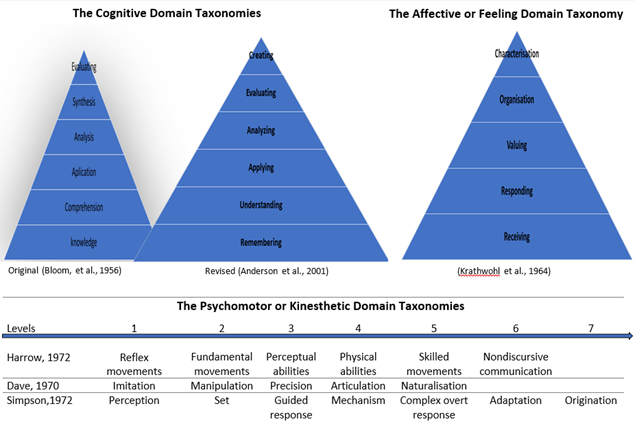 The Cognitive Domain Taxonomies
The Affective or Feeling Domain Taxonomy
Evaluating
Synthesis
Analysis
Aplication
Comprehension
knowledge
Original (Bloom, et al., 1956)
Creating
Evaluating
Analyzing
Applying
Understanding
Remembering
Revised (Anderson et al., 2001)
Characterisation
Organisation
Valuing
Responding
Receiving
(Krathwohl et al., 1964)
The Psychomotor or Kinesthetic Domain Taxonomies
Levels 1 2 3 4 5 6 7
Harrow, 1972 Reflex Fundamental Perceptual Physical Skilled Nondiscursive
movements movements abilities abilities movements communication
Dave, 1970 Imitation Manipulation Precision Articulation Naturalisation
Simpson,1972 Perception Set Guided Mechanism Complex overt Adaptation Origination
response response